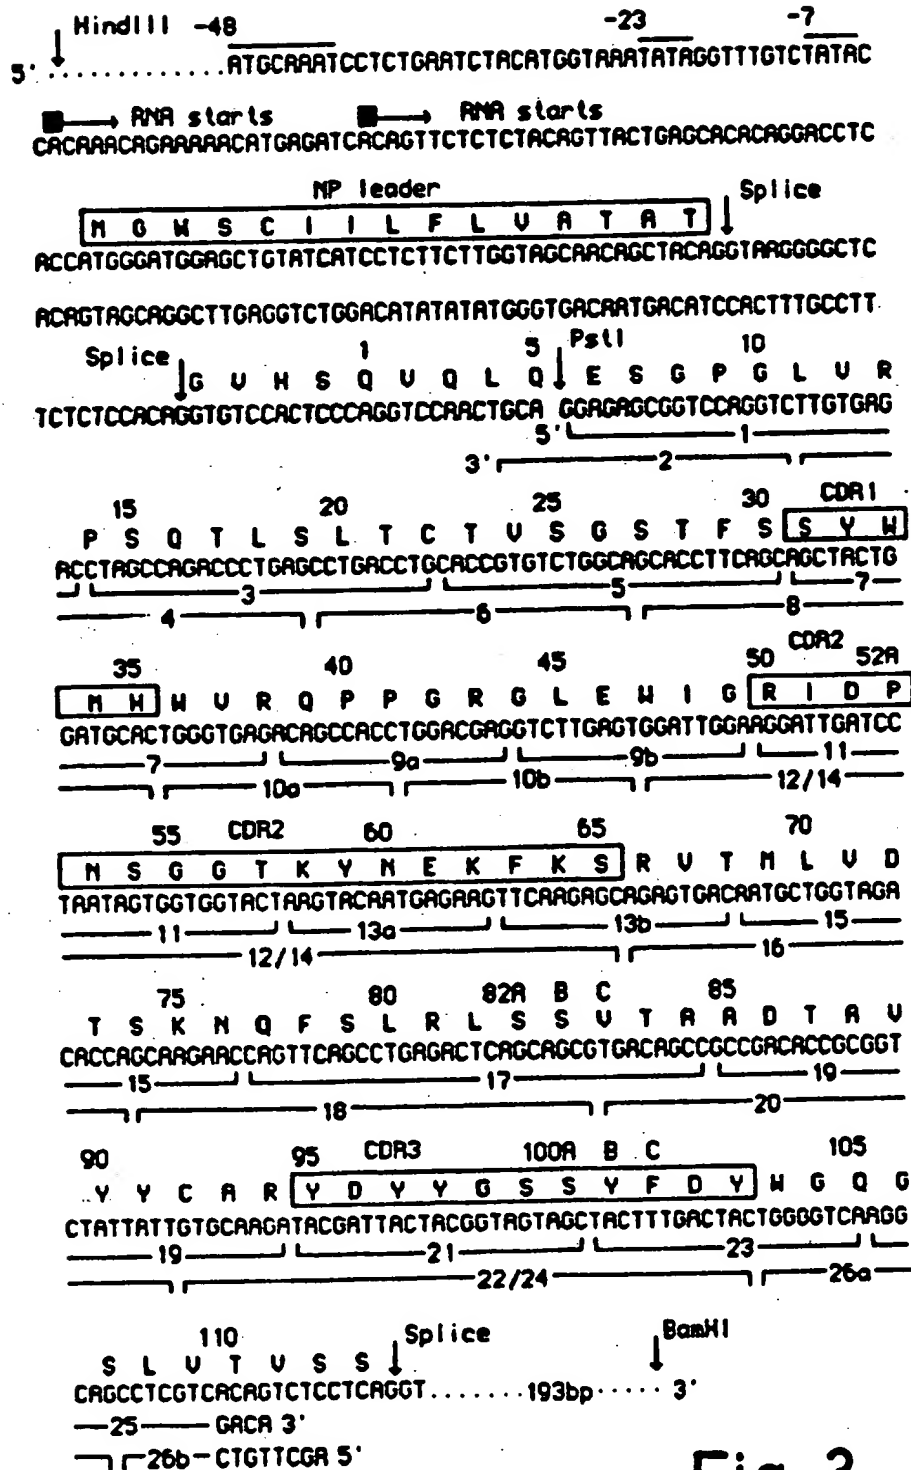 HindIII -48 -23 -7
5' ............ATGCAAATCCTCTGAATCTACATGGTAAATATAGGTTTGTCTATAC
RNA starts RNA starts
CACAAACAGAAAAACATGAGATCACAGTTCTCTCTACAGTTACTGAGCACACAGGACCTC
NP leader Splice
M G W S C I I L F L V A T A T
ACCATGGGATGGAGCTGTATCATCCTCTTCTTGGTAGCAACAGCTACAGGTAAGGGGCTC
ACAGTAGCAGGCTTGAGGTCTGGACATATATATGGGTGACAATGACATCCACTTTGCCTT
Splice 1 5 PstI 10
G V H S Q V Q L Q E S G P G L V R
TCTCTCCACAGGTGTCCACTCCCAGGTCCAACTGCA GGAGAGCGGTCCAGGTCTTGTGAG
5' 1
3' 2
15 20 25 30 CDR1
P S Q T L S L T C T V S G S T F S S Y W
ACCTAGCCAGACCCTGAGCCTGACCTGCACCGTGTCTGGCAGCACCTTCAGCAGCTACTG
3 5 7
4 6 8
35 40 45 50 CDR2 52A
M H W V R Q P P G R G L E W I G R I D P
GATGCACTGGGTGAGACAGCCACCTGGACGAGGTCTTGAGTGGATTGGAAGGATTGATCC
7 9a 9b 11
10a 10b 12/14
55 CDR2 60 65 70
N S G G T K Y N E K F K S R V T M L V D
TAATAGTGGTGGTACTAAGTACAATGAGAAGTTCAAGAGCAGAGTGACAATGCTGGTAGA
11 13a 13b 15
12/14 16
75 80 82A B C 85
T S K N Q F S L R L S S V T A A D T A V
CACCAGCAAGAACCAGTTCAGCCTGAGACTCAGCAGCGTGACAGCCGCCGACACCGCGGT
15 17 19
18 20
90 95 CDR3 100A B C 105
Y Y C A R Y D Y Y G S S Y F D Y W G Q G
CTATTATTGTGCAAGATACGATTACTACGGTAGTAGCTACTTTGACTACTGGGGTCAAGG
19 21 23
22/24 26a
110 Splice BamHI
S L V T V S S
CAGCCTCGTCACAGTCTCCTCAGGT.......193bp..... 3'
25 GACA 3'
26b CTGTTCGA 5'
Fig. 3